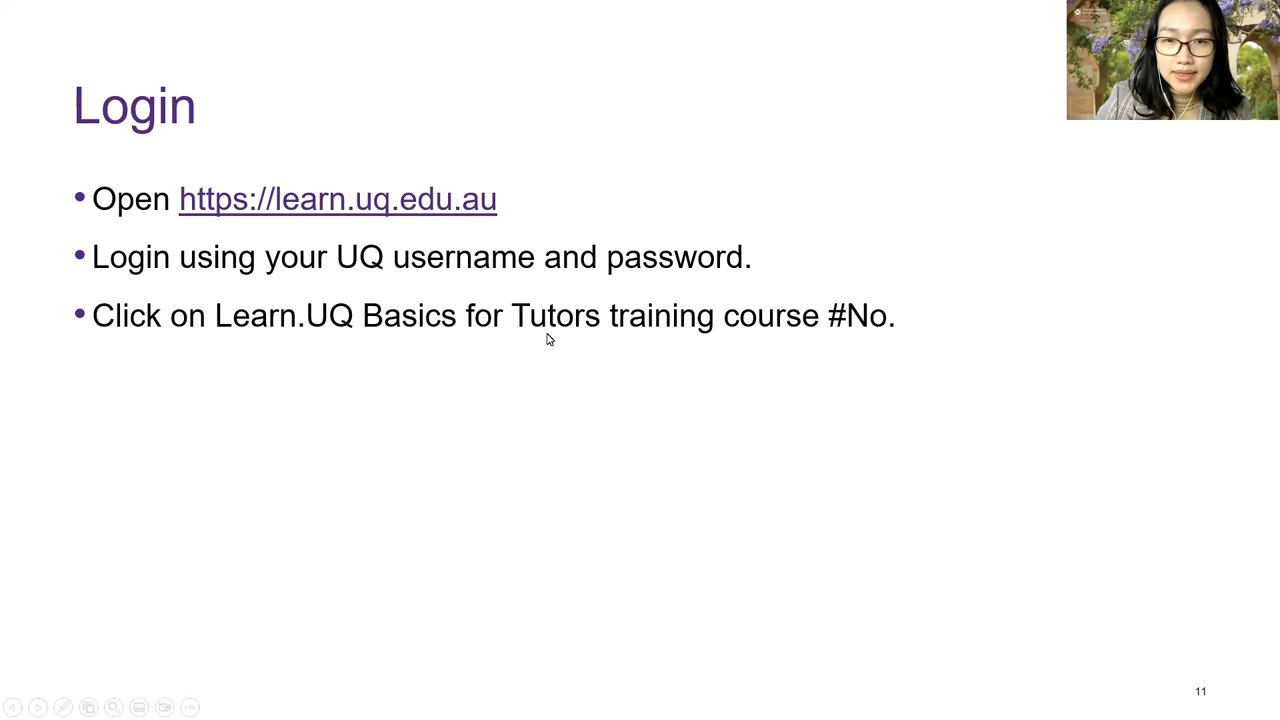 Login
• Open https://learn.uq.edu.au
• Login using your UQ username and password.
• Click on Learn.UQ Basics for Tutors training course #No.
11